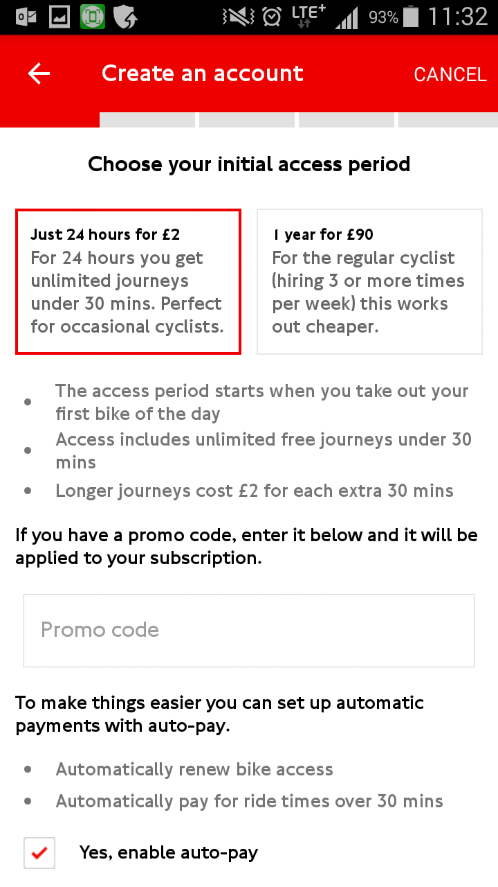 LTE+ 93% 11:32
Create an account CANCEL
Choose your initial access period
Just 24 hours for £2
For 24 hours you get
unlimited journeys
under 30 mins. Perfect
for occasional cyclists.
1 year for £90
For the regular cyclist
(hiring 3 or more times
per week) this works
out cheaper.
The access period starts when you take out your
first bike of the day
Access includes unlimited free journeys under 30
mins
Longer journeys cost £2 for each extra 30 mins
If you have a promo code, enter it below and it will be
applied to your subscription.
Promo code
To make things easier you can set up automatic
payments with auto-pay.
Automatically renew bike access
Automatically pay for ride times over 30 mins
Yes, enable auto-pay